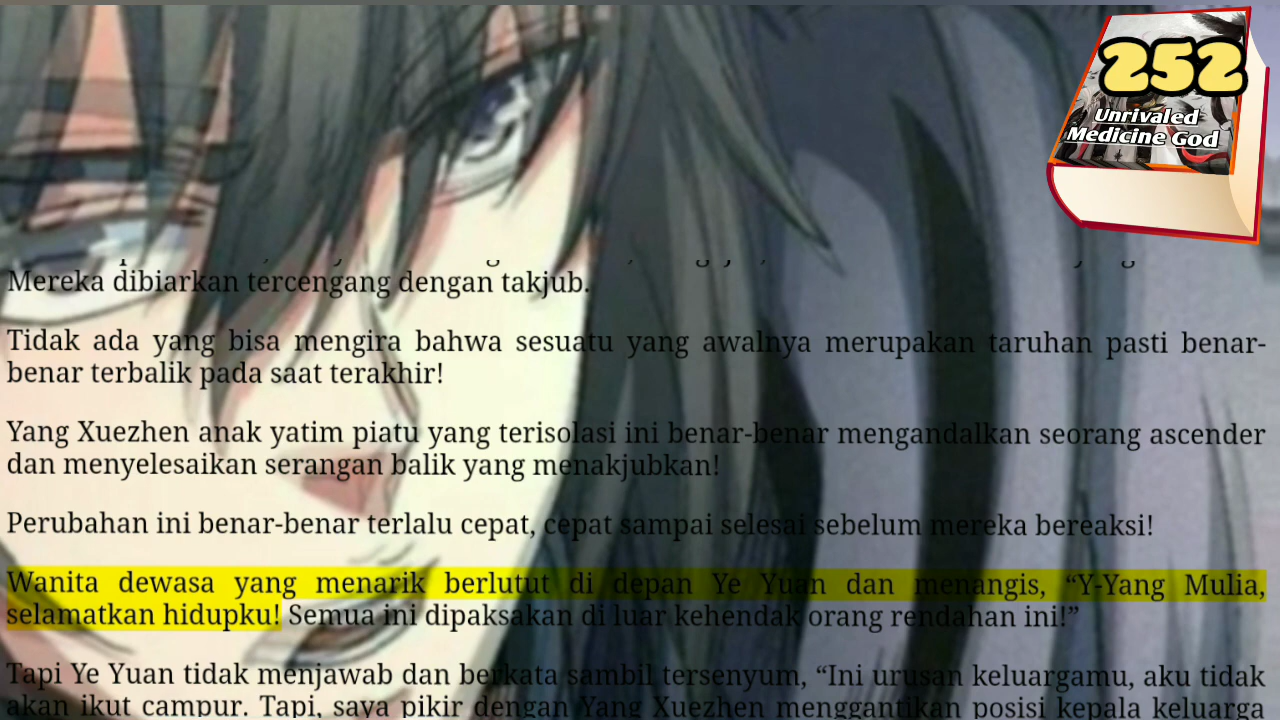 252
Unrivaled
Medicine God
Mereka dibiarkan tercengang dengan takjub.
Tidak ada yang bisa mengira bahwa sesuatu yang awalnya merupakan taruhan pasti benar-
benar terbalik pada saat terakhir!
Yang Xuezhen anak yatim piatu yang terisolasi ini benar-benar mengandalkan seorang ascender
dan menyelesaikan serangan balik yang menakjubkan!
Perubahan ini benar-benar terlalu cepat, cepat sampai selesai sebelum mereka bereaksi!
Wanita dewasa yang menarik berlutut di depan Ye Yuan dan menangis, “Y-Yang Mulia,
selamatkan hidupku! Semua ini dipaksakan di luar kehendak orang rendahan ini!”
Tapi Ye Yuan tidak menjawab dan berkata sambil tersenyum, “Ini urusan keluargamu, aku tidak
akan ikut campur. Tapi, saya pikir dengan Yang Xuezhen menggantikan posisi kepala keluarga